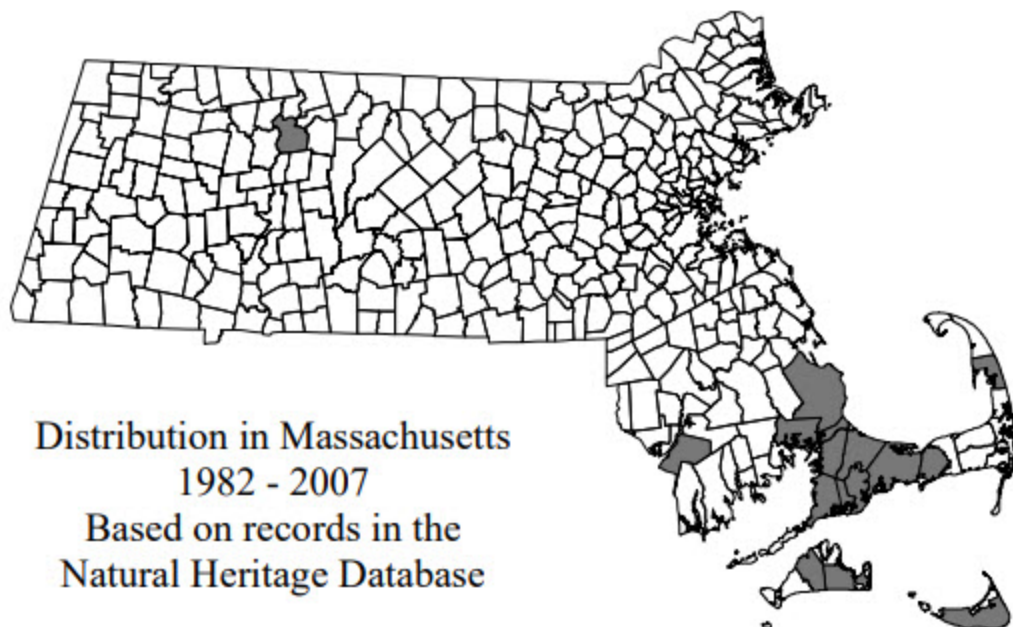 Distribution in Massachusetts
1982 - 2007
Based on records in the
Natural Heritage Database